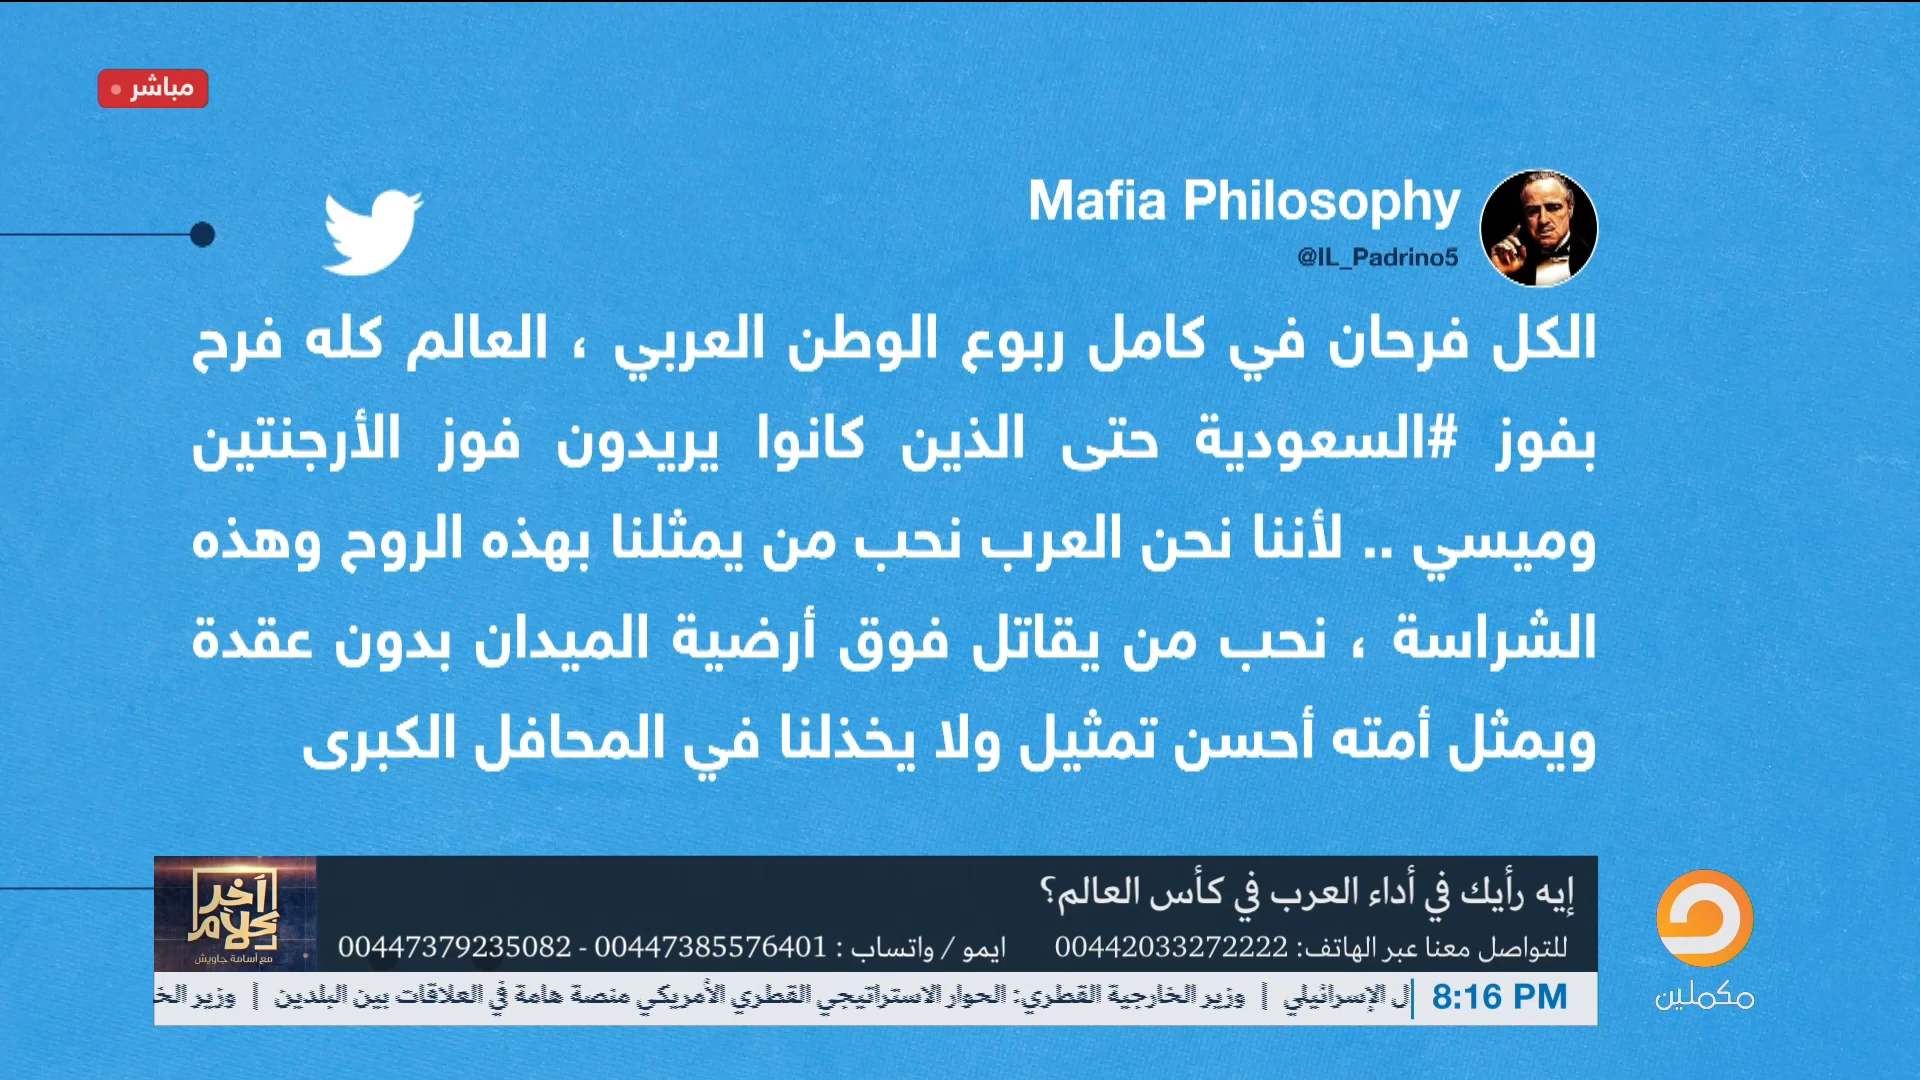 مباشر
Mafia Philosophy
@IL_Padrino5
الكل فرحان في كامل ربوع الوطن العربي ، العالم كله فرح
بفوز #السعودية حتى الذين كانوا يريدون فوز الأرجنتين
وميسي .. لأننا نحن العرب نحب من يمثلنا بهذه الروح وهذه
الشراسة ، نحب من يقاتل فوق أرضية الميدان بدون عقدة
ويمثل أمته أحسن تمثيل ولا يخذلنا في المحافل الكبرى
إيه رأيك في أداء العرب في كأس العالم؟
للتواصل معنا عبر الهاتف: 00442033272222 ايمو / واتساب : 00447385576401 - 00447379235082
آخر
كلام
مع أسامة جاويش
8:16 PM
ل الإسرائيلي | وزير الخارجية القطري: الحوار الاستراتيجي القطري الأمريكي منصة هامة في العلاقات بين البلدين | وزير الخ
مكملين